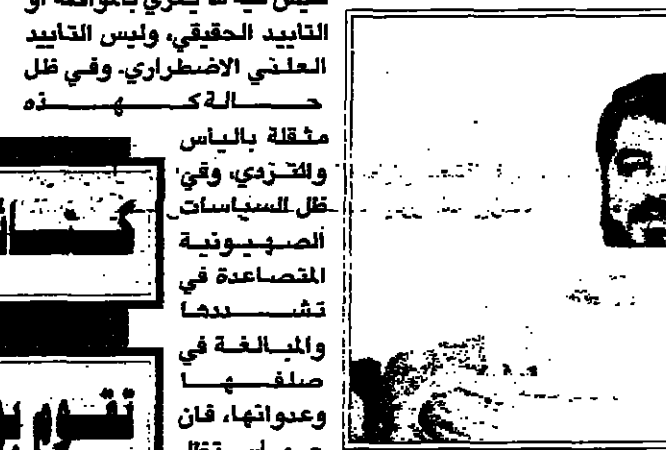 التأييد الحقيقي، وليس التأييد
العلني الاضطراري. وفي ظل
حالة كهذه
مثقلة باليأس
والتردي، وفي
ظل السياسات
الصهيونية
المتصاعدة في
تشددها
والمبالغة في
صلفها
وعدوانها، فان